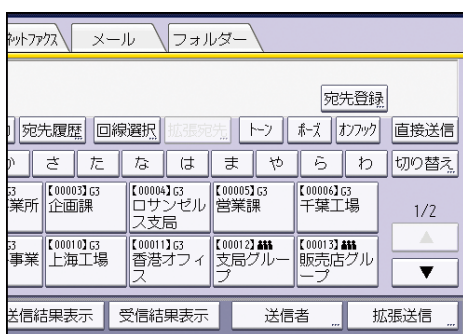 ネットファクス メール フォルダー
宛先登録
宛先履歴 回線選択 拡張宛先 トーン ポーズ オンフック 直接送信
か さ た な は ま や ら わ 切り替え
G3 【00003】G3 【00004】G3 【00005】G3 【00006】G3
業所 企画課 ロサンゼル 営業課 千葉工場
ス支局
1/2
G3 【00010】G3 【00011】G3 【00012】 【00013】
事業 上海工場 香港オフィ 支局グルー 販売店グル
ス プ ープ
送信結果表示 受信結果表示 送信者 拡張送信